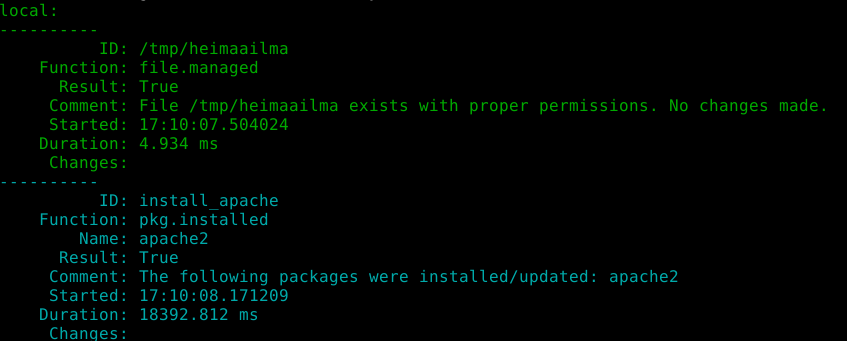 local:
----------
ID: /tmp/heimaailma
Function: file.managed
Result: True
Comment: File /tmp/heimaailma exists with proper permissions. No changes made.
Started: 17:10:07.504024
Duration: 4.934 ms
Changes:
----------
ID: install_apache
Function: pkg.installed
Name: apache2
Result: True
Comment: The following packages were installed/updated: apache2
Started: 17:10:08.171209
Duration: 18392.812 ms
Changes: